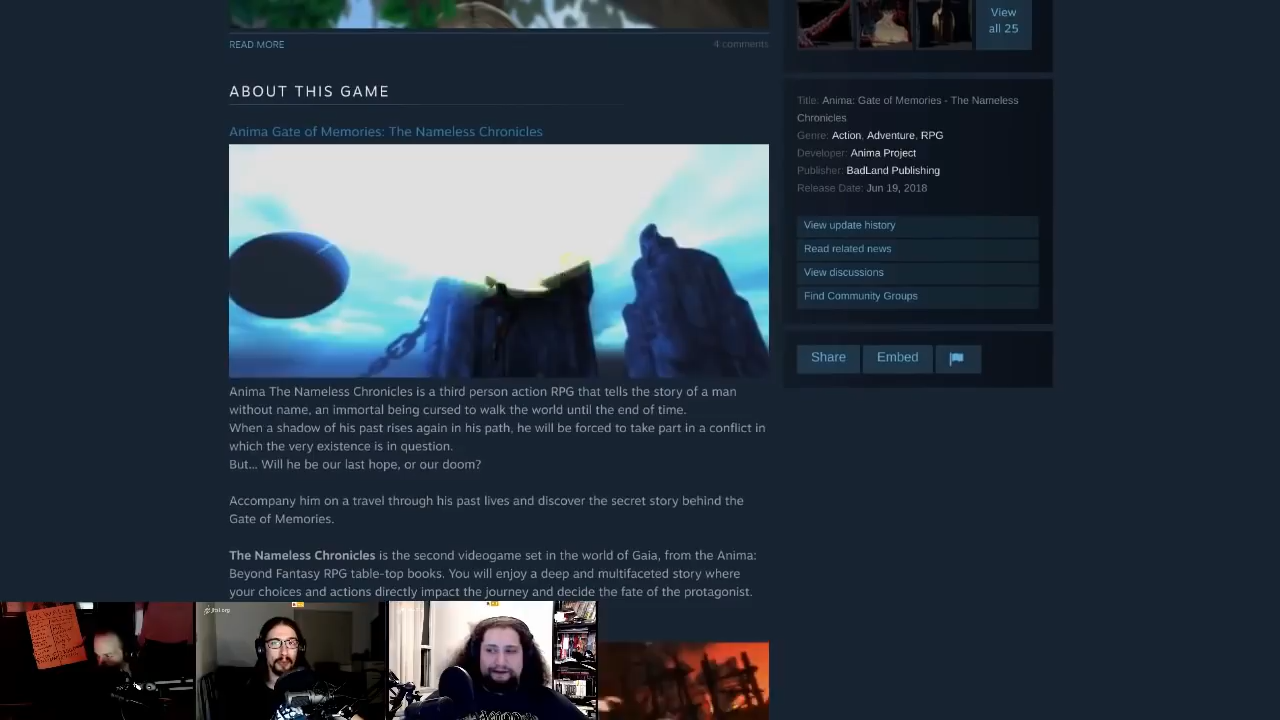 READ MORE
4 comments
ABOUT THIS GAME
Anima Gate of Memories: The Nameless Chronicles
Anima The Nameless Chronicles is a third person action RPG that tells the story of a man
without name, an immortal being cursed to walk the world until the end of time.
When a shadow of his past rises again in his path, he will be forced to take part in a conflict in
which the very existence is in question.
But... Will he be our last hope, or our doom?
Accompany him on a travel through his past lives and discover the secret story behind the
Gate of Memories.
The Nameless Chronicles is the second videogame set in the world of Gaia, from the Anima:
Beyond Fantasy RPG table-top books. You will enjoy a deep and multifaceted story where
your choices and actions directly impact the journey and decide the fate of the protagonist.
View
all 25
Title: Anima: Gate of Memories - The Nameless
Chronicles
Genre: Action, Adventure, RPG
Developer: Anima Project
Publisher: BadLand Publishing
Release Date: Jun 19, 2018
View update history
Read related news
View discussions
Find Community Groups
Share
Embed
jitsi.org